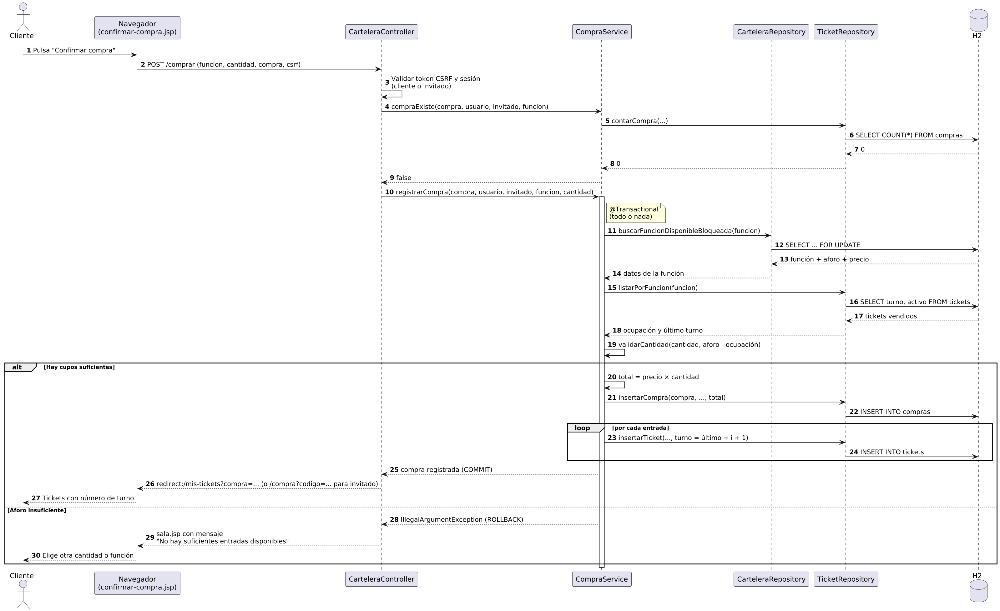 Cliente
Navegador
(confirmar-compra.jsp)
CarteleraController
CompraService
CarteleraRepository
TicketRepository
H2
1 Pulsa "Confirmar compra"
2 POST /comprar (funcion, cantidad, compra, csrf)
3 Validar token CSRF y sesión
(cliente o invitado)
4 compraExiste(compra, usuario, invitado, funcion)
5 contarCompra(...)
6 SELECT COUNT(*) FROM compras
7 0
8 0
9 false
10 registrarCompra(compra, usuario, invitado, funcion, cantidad)
@Transactional
(todo o nada)
11 buscarFuncionDisponibleBloqueada(funcion)
12 SELECT ... FOR UPDATE
13 función + aforo + precio
14 datos de la función
15 listarPorFuncion(funcion)
16 SELECT turno, activo FROM tickets
17 tickets vendidos
18 ocupación y último turno
19 validarCantidad(cantidad, aforo - ocupación)
alt [Hay cupos suficientes]
20 total = precio × cantidad
21 insertarCompra(compra, ..., total)
22 INSERT INTO compras
loop [por cada entrada]
23 insertarTicket(..., turno = último + i + 1)
24 INSERT INTO tickets
25 compra registrada (COMMIT)
26 redirect:/mis-tickets?compra=... (o /compra?codigo=... para invitado)
27 Tickets con número de turno
[Aforo insuficiente]
28 IllegalArgumentException (ROLLBACK)
29 sala.jsp con mensaje
"No hay suficientes entradas disponibles"
30 Elige otra cantidad o función
Cliente
Navegador
(confirmar-compra.jsp)
CarteleraController
CompraService
CarteleraRepository
TicketRepository
H2